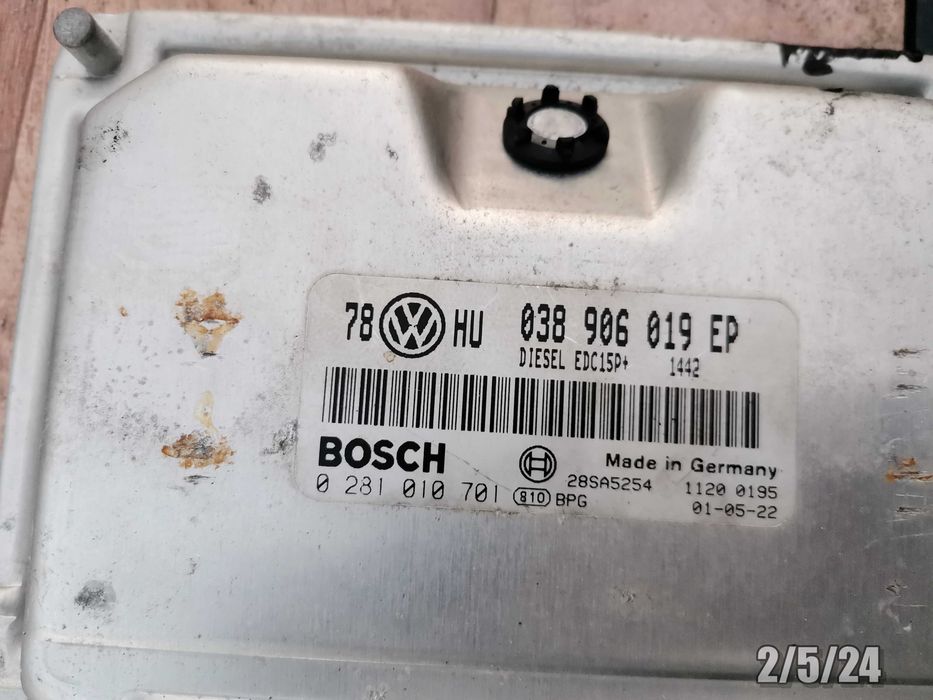 78 VW HU 038 906 019 EP
DIESEL EDC15P+ 1442
BOSCH
Made in Germany
28SA5254 1120 0195
0 281 010 701 810 BPG
01-05-22
2/5/24